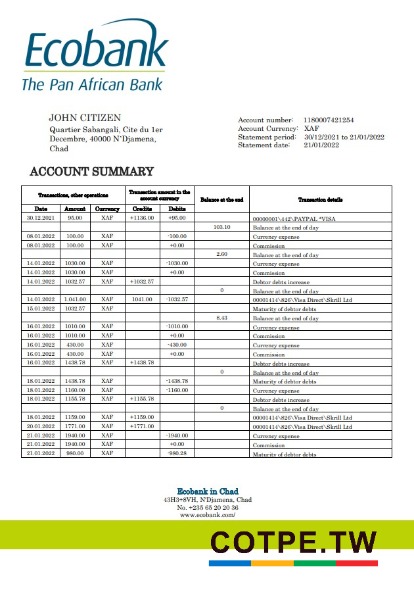 Ecobank
The Pan African Bank
JOHN CITIZEN
Quartier Sabangali, Cite du 1er
Decembre, 40000 N'Djamena,
Chad
Account number: 1180007421254
Account Currency: XAF
Statement period: 30/12/2021 to 21/01/2022
Statement date: 21/01/2022
ACCOUNT SUMMARY
Transactions, other operations Transaction amount in the account currency Balance at the end Transaction details
Date Amount Currency Credits Debits
30.12.2021 95.00 XAF +1136.00 +95.00 00000001\442\PAYPAL *VISA
103.10 Balance at the end of day
08.01.2022 100.00 XAF -100.00 Currency expense
08.01.2022 100.00 XAF +0.00 Commission
2.60 Balance at the end of day
14.01.2022 1030.00 XAF -1030.00 Currency expense
14.01.2022 1030.00 XAF +0.00 Commission
14.01.2022 1032.57 XAF +1032.57 Debtor debts increase
0 Balance at the end of day
14.01.2022 1,041.00 XAF 1041.00 -1032.57 00001414\826\Visa Direct\Skrill Ltd
15.01.2022 1032.57 XAF Maturity of debtor debts
8.43 Balance at the end of day
16.01.2022 1010.00 XAF -1010.00 Currency expense
16.01.2022 1010.00 XAF +0.00 Commission
16.01.2022 430.00 XAF -430.00 Currency expense
16.01.2022 430.00 XAF +0.00 Commission
16.01.2022 1438.78 XAF +1438.78 Debtor debts increase
0 Balance at the end of day
18.01.2022 1438.78 XAF -1438.78 Maturity of debtor debts
18.01.2022 1160.00 XAF -1160.00 Currency expense
18.01.2022 1155.78 XAF +1155.78 Debtor debts increase
0 Balance at the end of day
18.01.2022 1159.00 XAF +1159.00 00001414\826\Visa Direct\Skrill Ltd
20.01.2022 1771.00 XAF +1771.00 00001414\826\Visa Direct\Skrill Ltd
21.01.2022 1940.00 XAF -1940.00 Currency expense
21.01.2022 1940.00 XAF +0.00 Commission
21.01.2022 980.00 XAF -980.28 Maturity of debtor debts
Ecobank in Chad
43H3+8VH, N'Djamena, Chad
No. +235 65 20 20 36
www.ecobank.com/
COTPE.TW